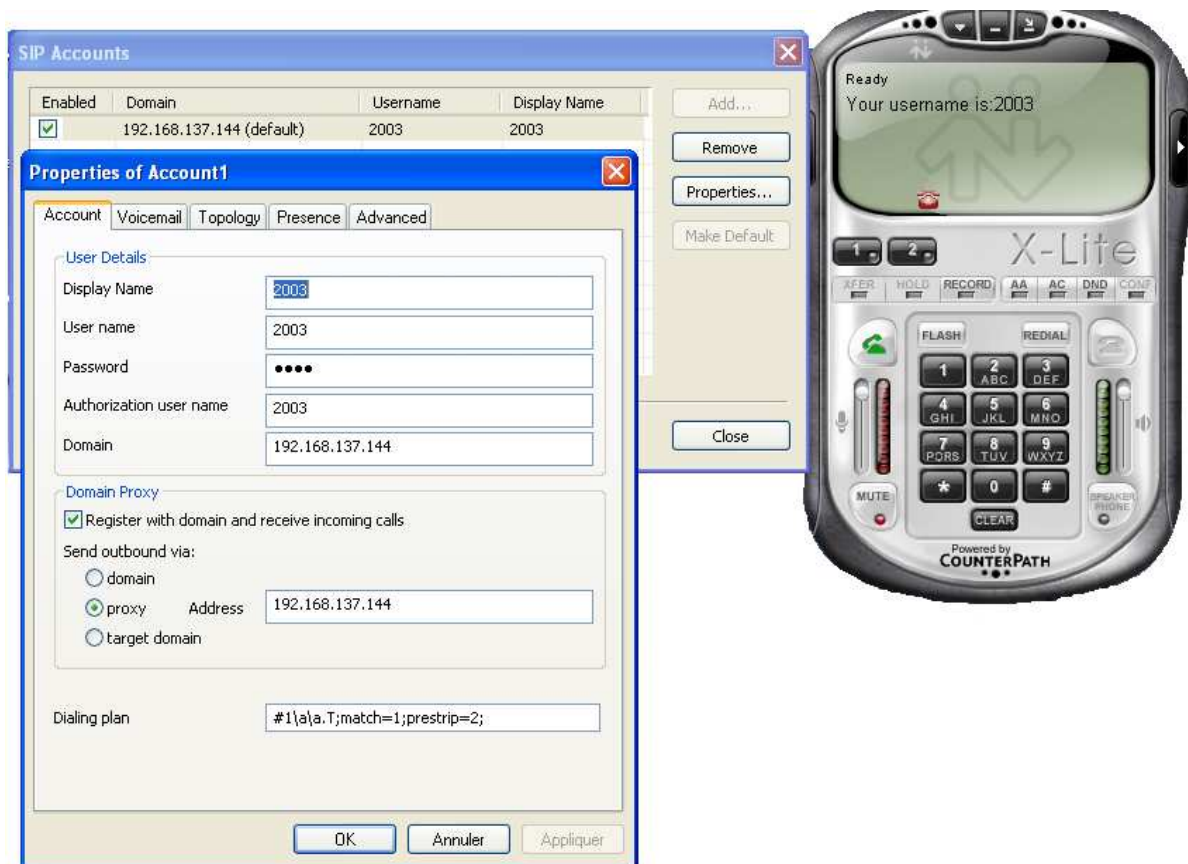 SIP Accounts
Enabled Domain Username Display Name
192.168.137.144 (default) 2003 2003
Add...
Remove
Properties...
Make Default
Close
Properties of Account1
Account Voicemail Topology Presence Advanced
User Details
Display Name 2003
User name 2003
Password ••••
Authorization user name 2003
Domain 192.168.137.144
Domain Proxy
Register with domain and receive incoming calls
Send outbound via:
domain
proxy Address 192.168.137.144
target domain
Dialing plan #1\a\a.T;match=1;prestrip=2;
OK Annuler Appliquer
Ready
Your username is:2003
X-Lite
1 2
XFER HOLD RECORD AA AC DND CONF
FLASH REDIAL
1 2 ABC 3 DEF
4 GHI 5 JKL 6 MNO
7 PQRS 8 TUV 9 WXYZ
* 0 #
MUTE CLEAR SPEAKER PHONE
Powered by
COUNTERPATH